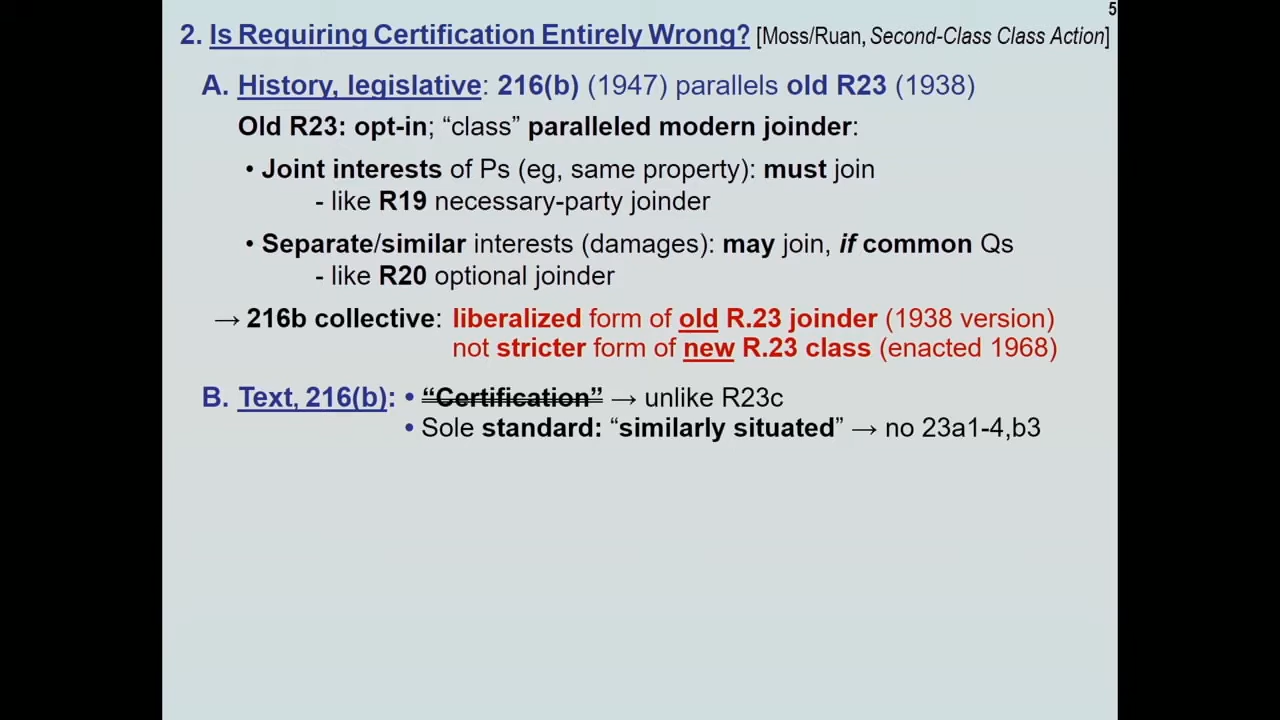 5
2. Is Requiring Certification Entirely Wrong? [Moss/Ruan, Second-Class Class Action]
A. History, legislative: 216(b) (1947) parallels old R23 (1938)
Old R23: opt-in; “class” paralleled modern joinder:
• Joint interests of Ps (eg, same property): must join
- like R19 necessary-party joinder
• Separate/similar interests (damages): may join, if common Qs
- like R20 optional joinder
→ 216b collective: liberalized form of old R.23 joinder (1938 version)
not stricter form of new R.23 class (enacted 1968)
B. Text, 216(b): • “Certification” → unlike R23c
• Sole standard: “similarly situated” → no 23a1-4,b3